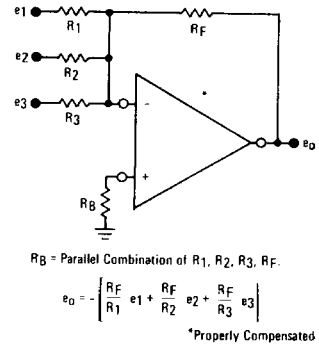 e1
R1
RF
e2
R2
e3
R3
-
*
eo
+
RB
RB = Parallel Combination of R1, R2, R3, RF.
eo = -[RF/R1 e1 + RF/R2 e2 + RF/R3 e3]
*Properly Compensated